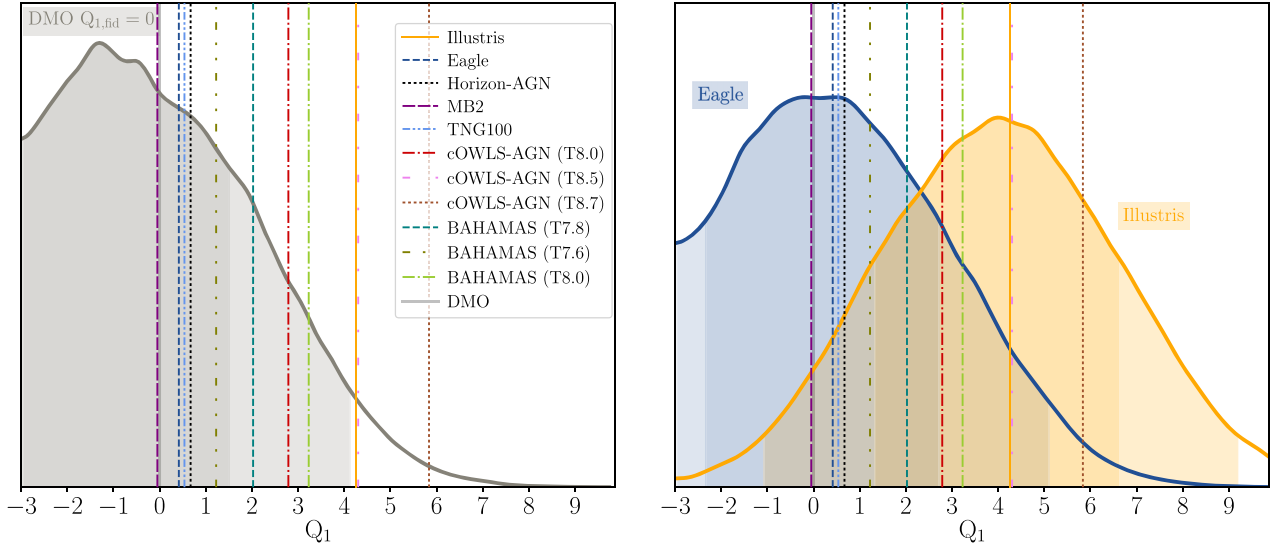 DMO Q1,fid = 0
Illustris
Eagle
Horizon-AGN
MB2
TNG100
cOWLS-AGN (T8.0)
cOWLS-AGN (T8.5)
cOWLS-AGN (T8.7)
BAHAMAS (T7.8)
BAHAMAS (T7.6)
BAHAMAS (T8.0)
DMO
−3 −2 −1 0 1 2 3 4 5 6 7 8 9
Q1
Eagle
Illustris
−3 −2 −1 0 1 2 3 4 5 6 7 8 9
Q1